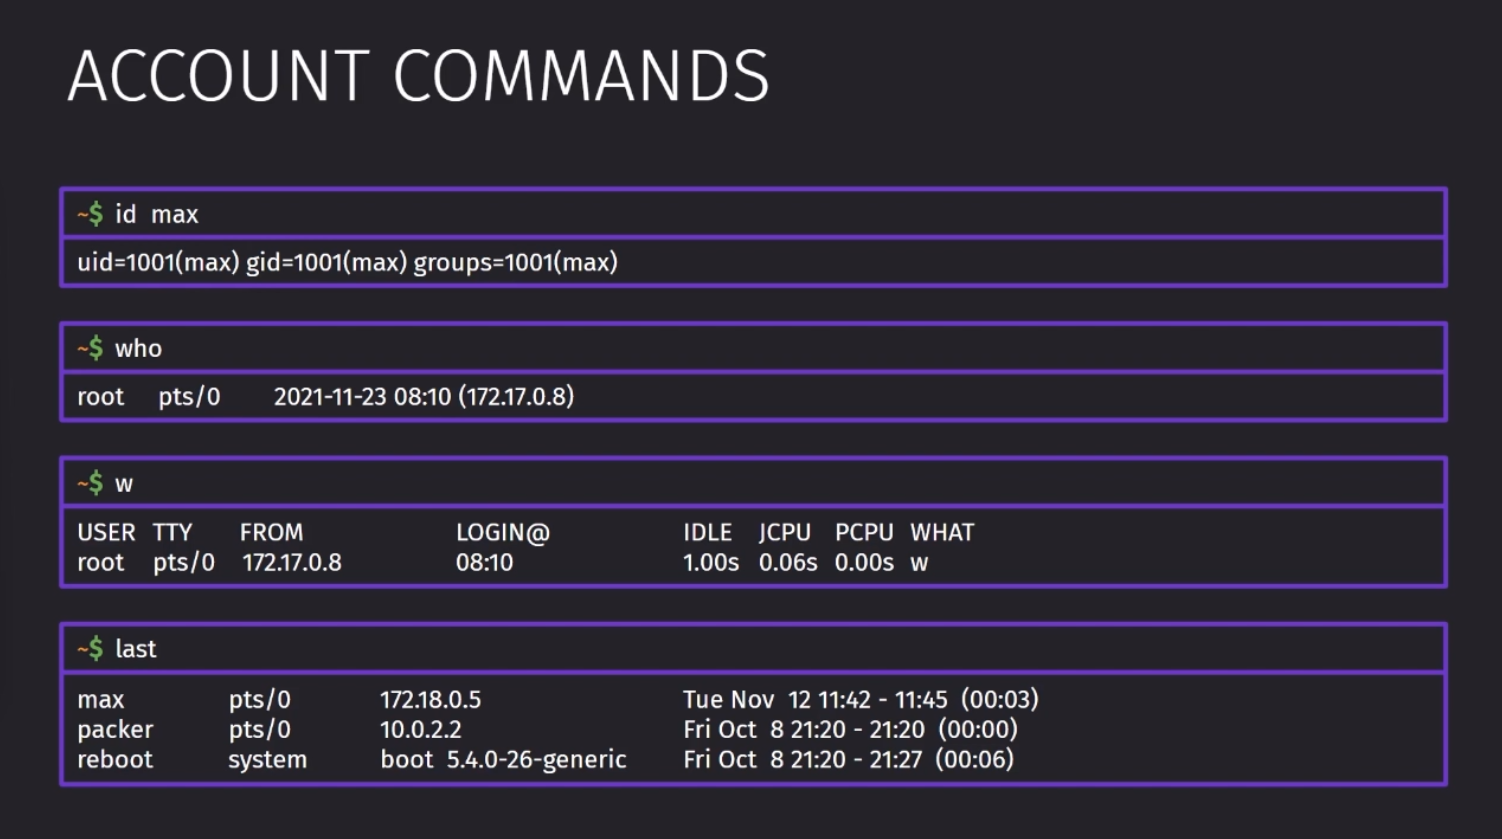 ACCOUNT COMMANDS
~$ id max
uid=1001(max) gid=1001(max) groups=1001(max)
~$ who
root pts/0 2021-11-23 08:10 (172.17.0.8)
~$ w
USER TTY FROM LOGIN@ IDLE JCPU PCPU WHAT
root pts/0 172.17.0.8 08:10 1.00s 0.06s 0.00s w
~$ last
max pts/0 172.18.0.5 Tue Nov 12 11:42 - 11:45 (00:03)
packer pts/0 10.0.2.2 Fri Oct 8 21:20 - 21:20 (00:00)
reboot system boot 5.4.0-26-generic Fri Oct 8 21:20 - 21:27 (00:06)